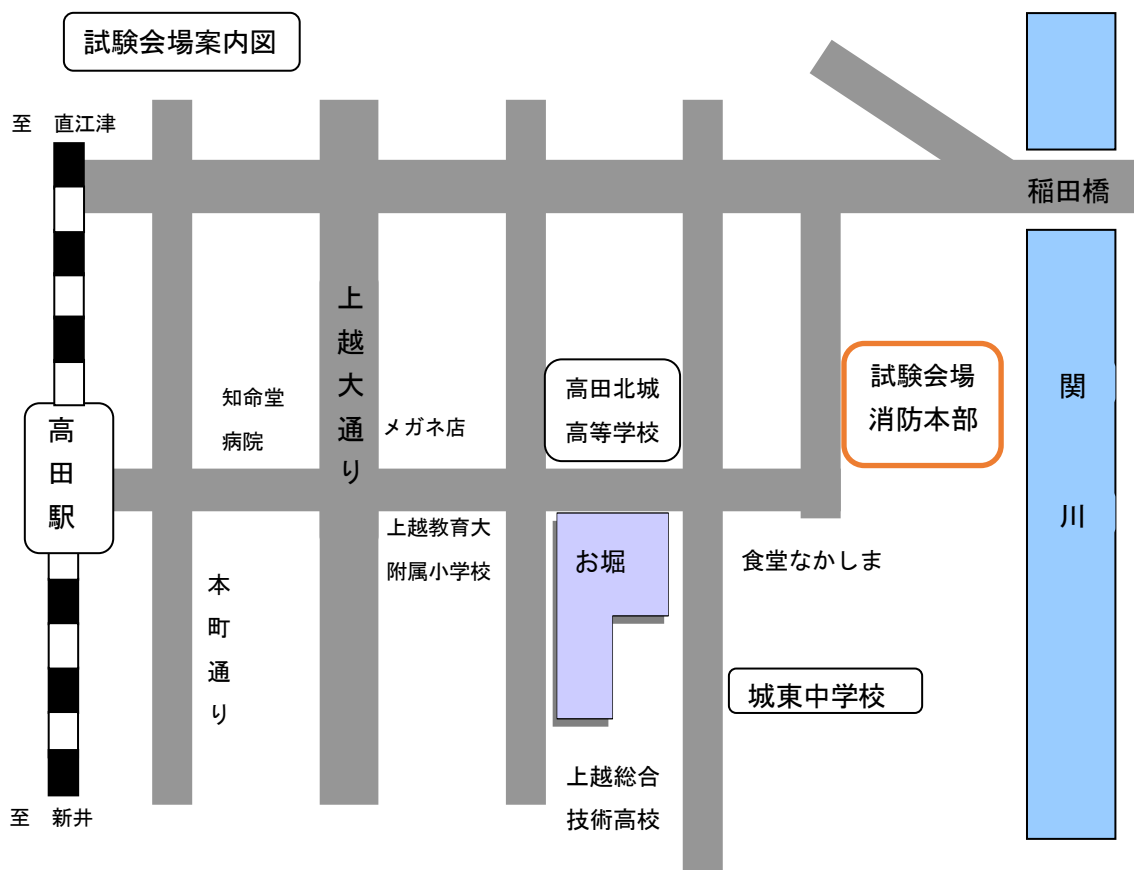 試験会場案内図
至 直江津
稲田橋
上越大通り
試験会場
消防本部
関川
高田北城
高等学校
知命堂
病院
メガネ店
高田駅
上越教育大
附属小学校
お堀
食堂なかしま
本町通り
城東中学校
上越総合
技術高校
至 新井